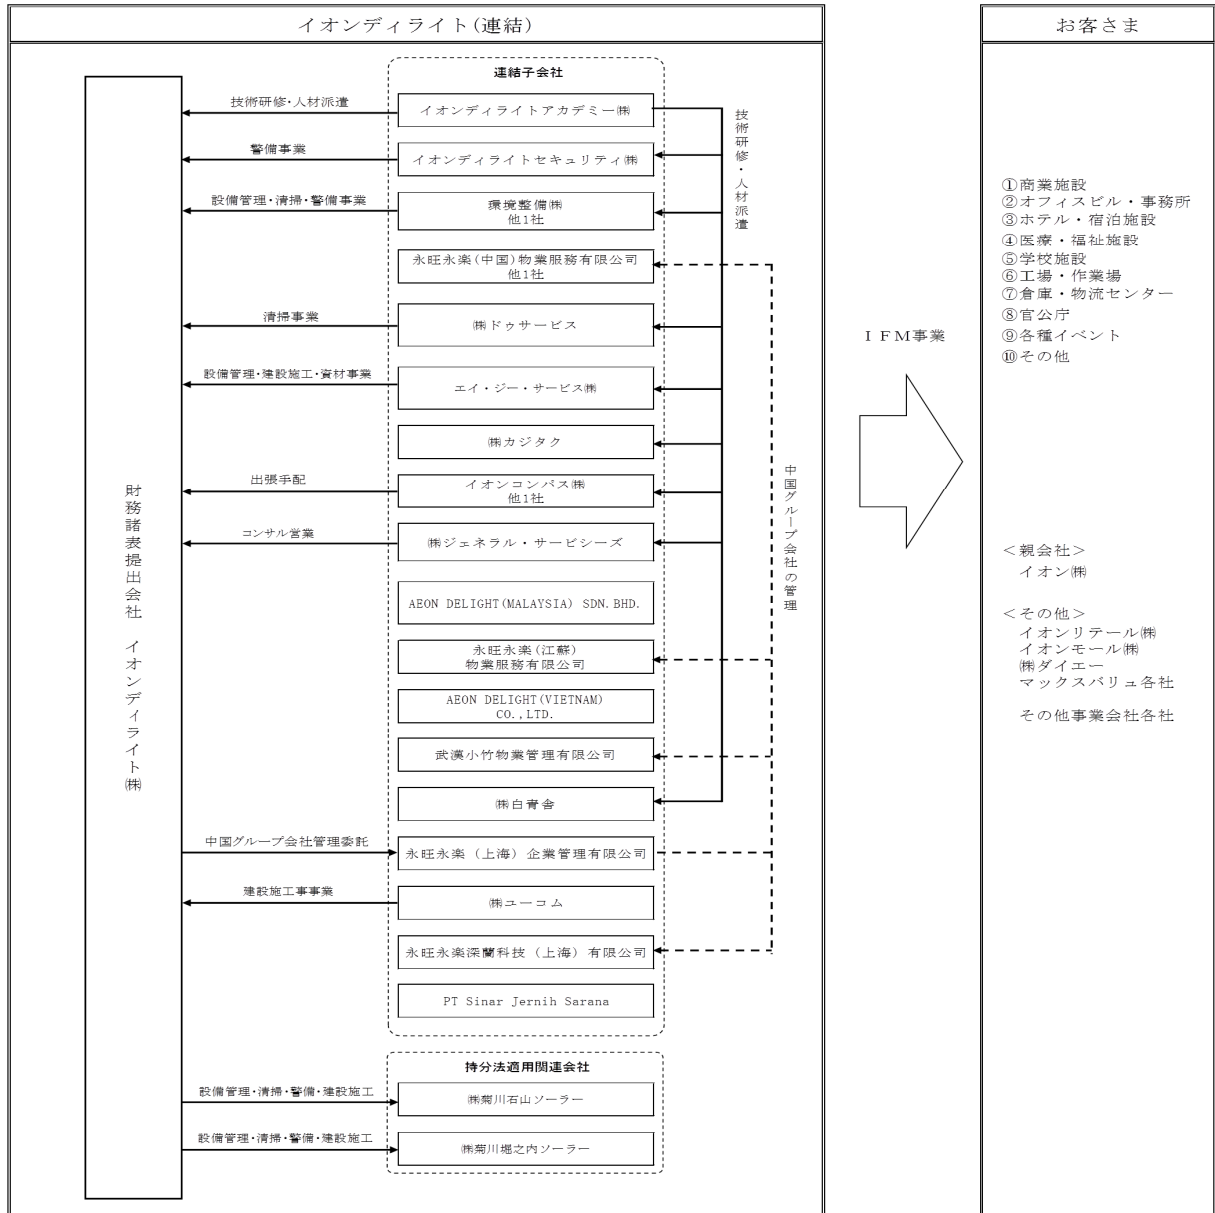 イオンディライト(連結)
お客さま
連結子会社
技術研修・人材派遣
イオンディライトアカデミー㈱
警備事業
イオンディライトセキュリティ㈱
設備管理・清掃・警備事業
環境整備㈱
他1社
永旺永楽(中国)物業服務有限公司
他1社
清掃事業
㈱ドゥサービス
設備管理・建設施工・資材事業
エイ・ジー・サービス㈱
㈱カジタク
出張手配
イオンコンパス㈱
他1社
コンサル営業
㈱ジェネラル・サービシーズ
AEON DELIGHT(MALAYSIA) SDN.BHD.
永旺永楽(江蘇)
物業服務有限公司
AEON DELIGHT(VIETNAM)
CO.,LTD.
武漢小竹物業管理有限公司
㈱白青舎
中国グループ会社管理委託
永旺永楽（上海）企業管理有限公司
建設施工事事業
㈱ユーコム
永旺永楽深蘭科技（上海）有限公司
PT Sinar Jernih Sarana
持分法適用関連会社
設備管理・清掃・警備・建設施工
㈱菊川石山ソーラー
設備管理・清掃・警備・建設施工
㈱菊川堀之内ソーラー
財務諸表提出会社　イオンディライト㈱
技術研修・人材派遣
中国グループ会社の管理
ＩＦＭ事業
①商業施設
②オフィスビル・事務所
③ホテル・宿泊施設
④医療・福祉施設
⑤学校施設
⑥工場・作業場
⑦倉庫・物流センター
⑧官公庁
⑨各種イベント
⑩その他
＜親会社＞
イオン㈱
＜その他＞
イオンリテール㈱
イオンモール㈱
㈱ダイエー
マックスバリュ各社
その他事業会社各社